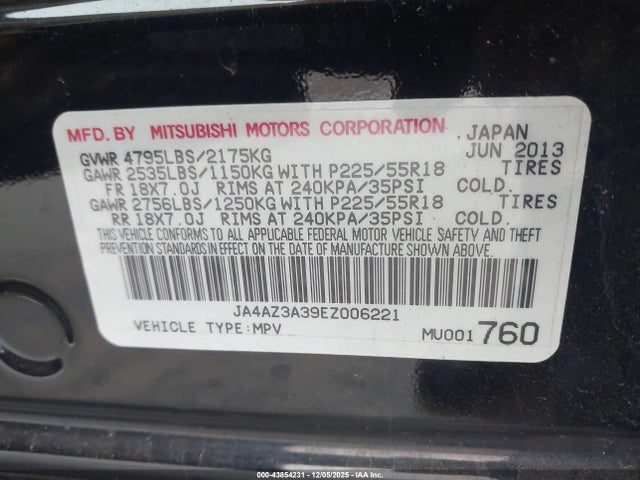 MFD. BY MITSUBISHI MOTORS CORPORATION JAPAN
GVWR 4795LBS/2175KG JUN 2013
GAWR 2535LBS/1150KG WITH P225/55R18 TIRES
FR 18X7.0J RIMS AT 240KPA/35PSI COLD.
GAWR 2756LBS/1250KG WITH P225/55R18 TIRES
RR 18X7.0J RIMS AT 240KPA/35PSI COLD.
THIS VEHICLE CONFORMS TO ALL APPLICABLE FEDERAL MOTOR VEHICLE SAFETY AND THEFT
PREVENTION STANDARDS IN EFFECT ON THE DATE OF MANUFACTURE SHOWN ABOVE.
JA4AZ3A39EZ006221
VEHICLE TYPE:MPV MU001760
© IAA 0000-43854231 - 12/05/2025 - IAA INC.